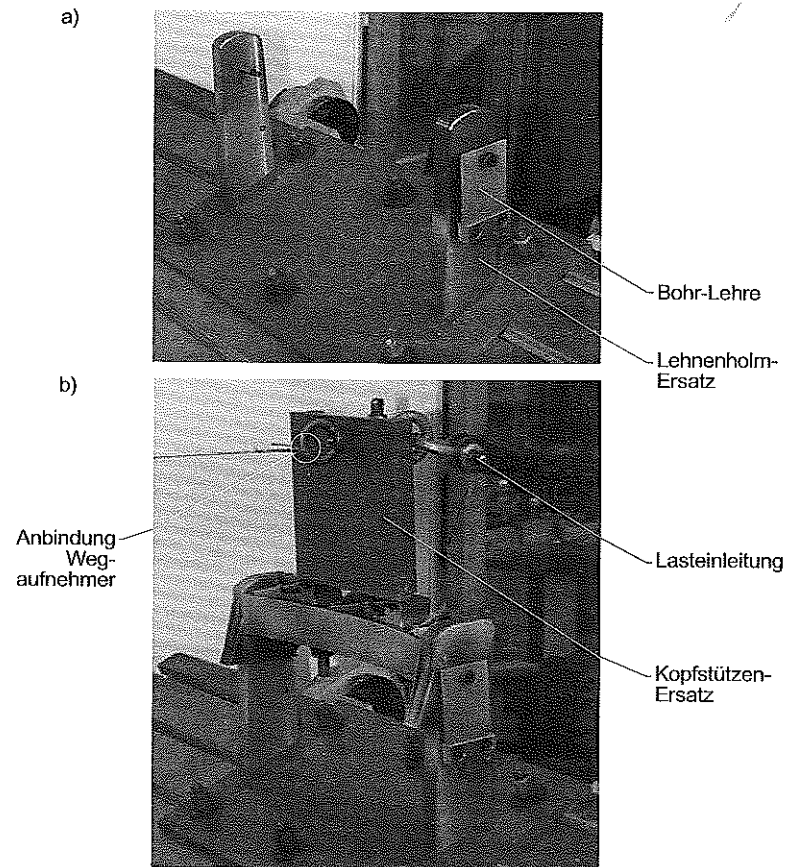 a)
Bohr-Lehre
Lehnenholm-
Ersatz
b)
Anbindung
Weg-
aufnehmer
Lasteinleitung
Kopfstützen-
Ersatz